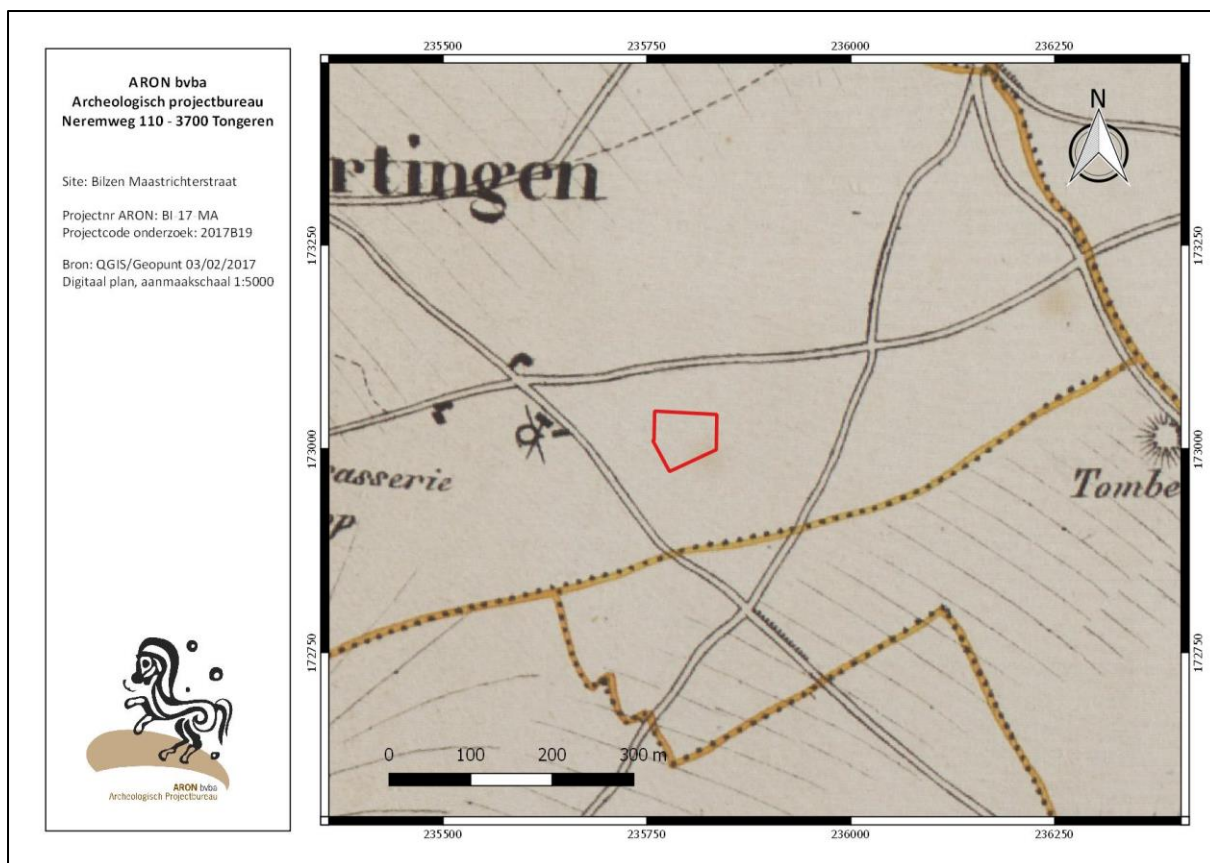 ARON bvba
Archeologisch projectbureau
Neremweg 110 - 3700 Tongeren
Site: Bilzen Maastrichterstraat
Projectnr ARON: BI-17-MA
Projectcode onderzoek: 2017B19
Bron: QGIS/Geopunt 03/02/2017
Digitaal plan, aanmaakschaal 1:5000
ARON bvba
Archeologisch Projectbureau
235500 235750 236000 236250
N
rtingen
173250 173250
173000 173000
asserie
Tombe
172750 172750
0 100 200 300 m
235500 235750 236000 236250